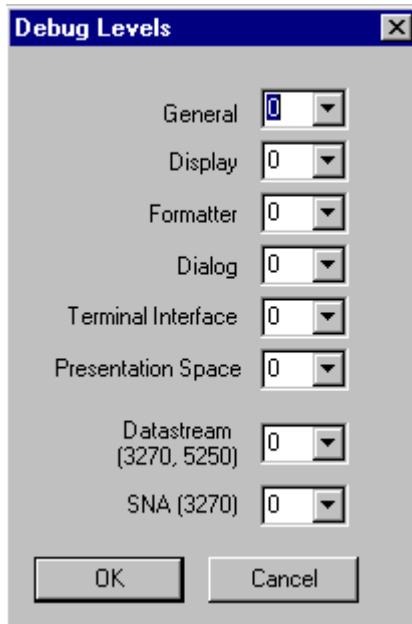 Debug Levels
General 0
Display 0
Formatter 0
Dialog 0
Terminal Interface 0
Presentation Space 0
Datastream
(3270, 5250) 0
SNA (3270) 0
OK Cancel